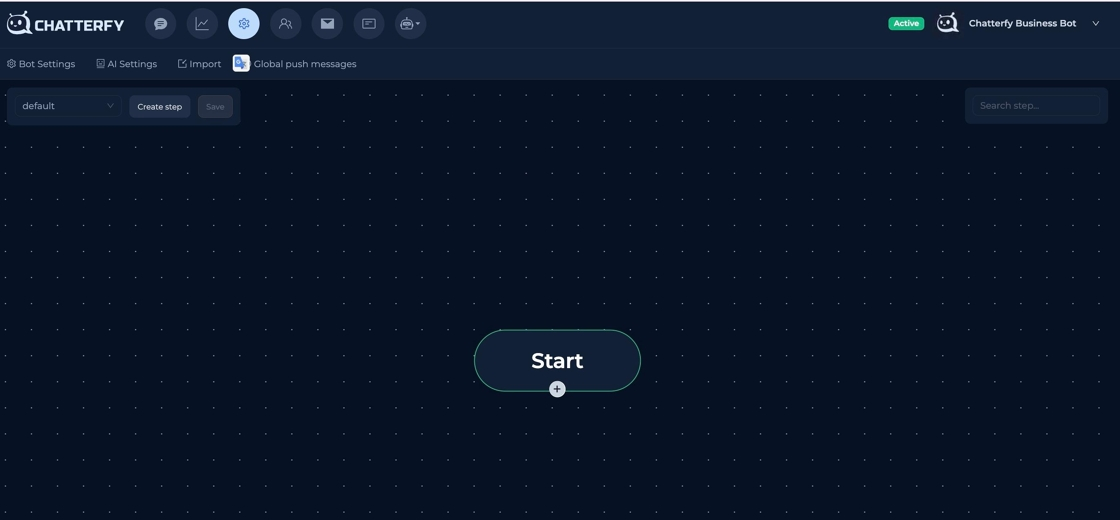 CHATTERFY
Active
Chatterfy Business Bot
Bot Settings
AI Settings
Import
Global push messages
default
Create step
Save
Search step...
Start